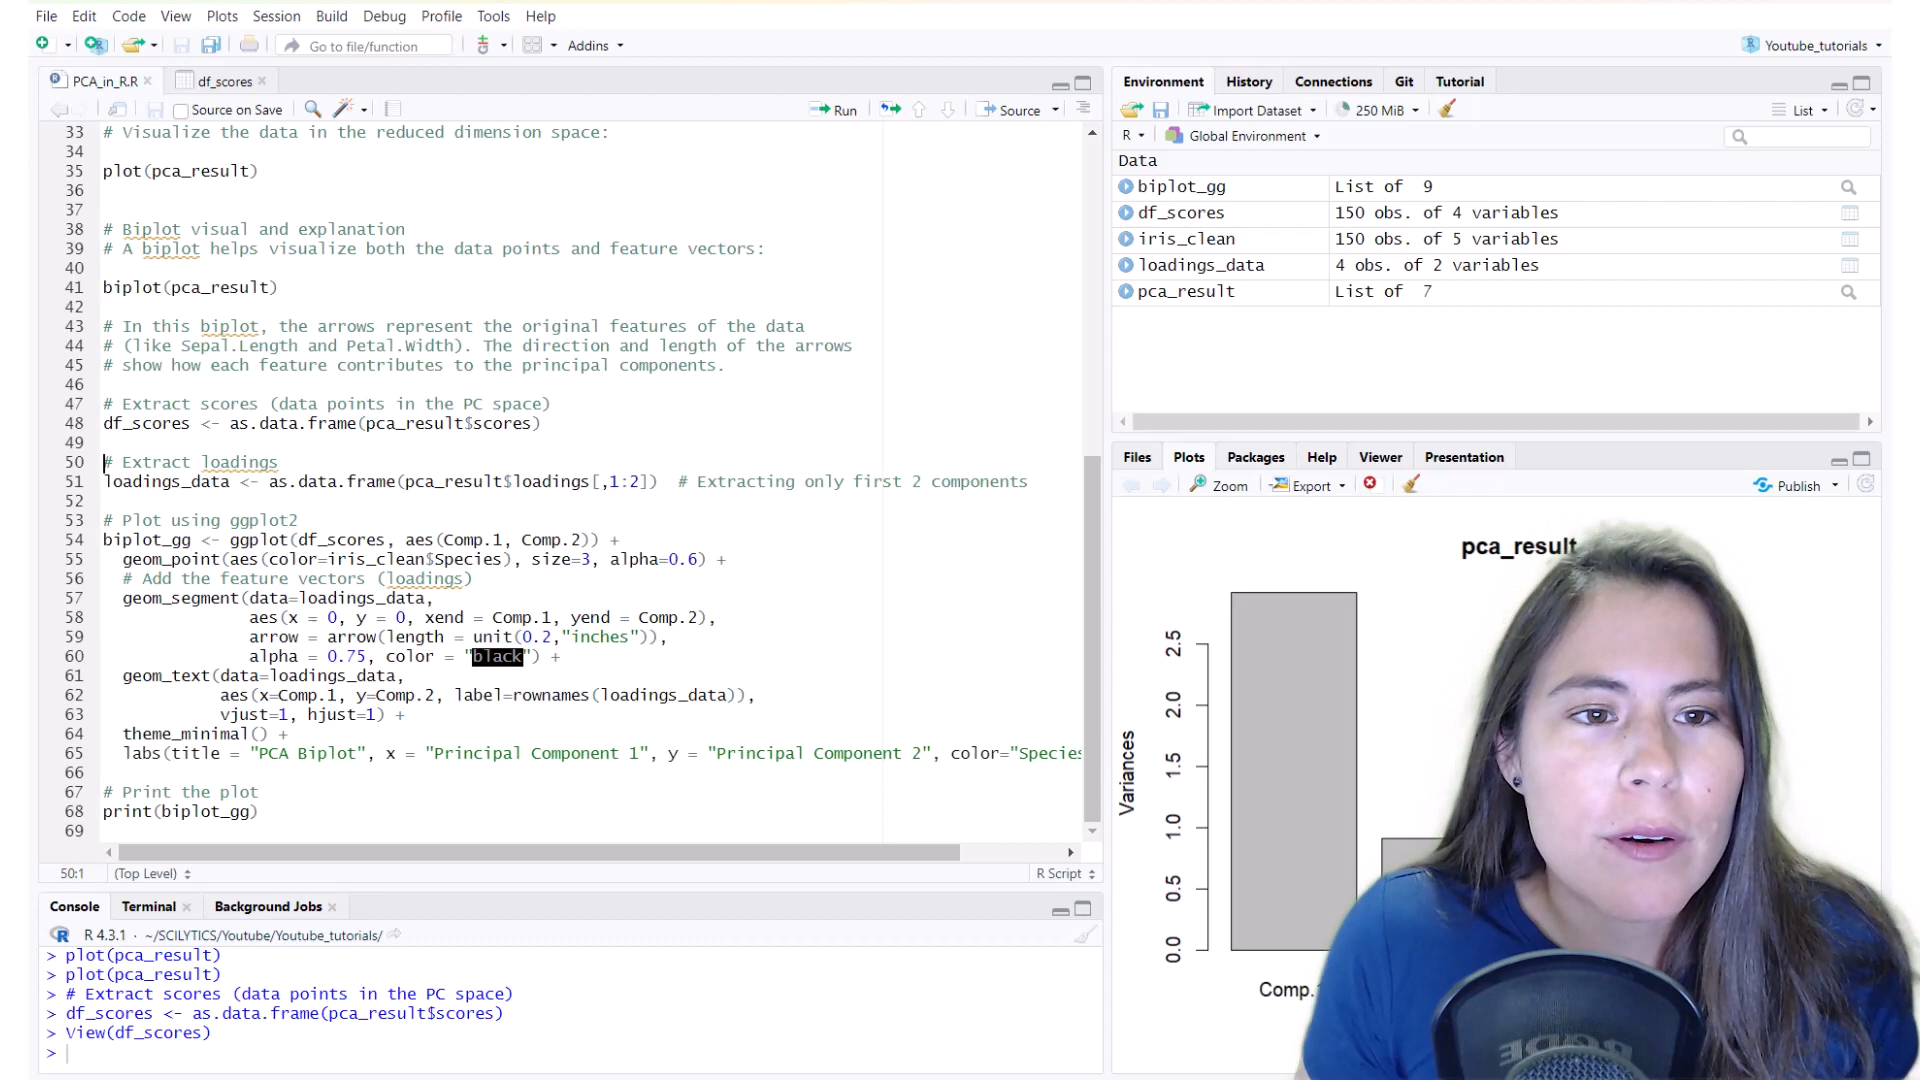 File Edit Code View Plots Session Build Debug Profile Tools Help
Go to file/function Addins Youtube_tutorials
PCA_in_R.R df_scores
Source on Save Run Source
33 # Visualize the data in the reduced dimension space:
34
35 plot(pca_result)
36
37
38 # Biplot visual and explanation
39 # A biplot helps visualize both the data points and feature vectors:
40
41 biplot(pca_result)
42
43 # In this biplot, the arrows represent the original features of the data
44 # (like Sepal.Length and Petal.Width). The direction and length of the arrows
45 # show how each feature contributes to the principal components.
46
47 # Extract scores (data points in the PC space)
48 df_scores <- as.data.frame(pca_result$scores)
49
50 # Extract loadings
51 loadings_data <- as.data.frame(pca_result$loadings[,1:2]) # Extracting only first 2 components
52
53 # Plot using ggplot2
54 biplot_gg <- ggplot(df_scores, aes(Comp.1, Comp.2)) +
55 geom_point(aes(color=iris_clean$Species), size=3, alpha=0.6) +
56 # Add the feature vectors (loadings)
57 geom_segment(data=loadings_data,
58 aes(x = 0, y = 0, xend = Comp.1, yend = Comp.2),
59 arrow = arrow(length = unit(0.2,"inches")),
60 alpha = 0.75, color = "black") +
61 geom_text(data=loadings_data,
62 aes(x=Comp.1, y=Comp.2, label=rownames(loadings_data)),
63 vjust=1, hjust=1) +
64 theme_minimal() +
65 labs(title = "PCA Biplot", x = "Principal Component 1", y = "Principal Component 2", color="Species
66
67 # Print the plot
68 print(biplot_gg)
69
50:1 (Top Level) R Script
Console Terminal Background Jobs
R 4.3.1 · ~/SCILYTICS/Youtube/Youtube_tutorials/
> plot(pca_result)
> plot(pca_result)
> # Extract scores (data points in the PC space)
> df_scores <- as.data.frame(pca_result$scores)
> View(df_scores)
>
Environment History Connections Git Tutorial
Import Dataset 250 MiB List
R Global Environment
Data
biplot_gg List of 9
df_scores 150 obs. of 4 variables
iris_clean 150 obs. of 5 variables
loadings_data 4 obs. of 2 variables
pca_result List of 7
Files Plots Packages Help Viewer Presentation
Zoom Export Publish
pca_result
Variances
2.5
2.0
1.5
1.0
0.5
0.0
Comp.
RODE